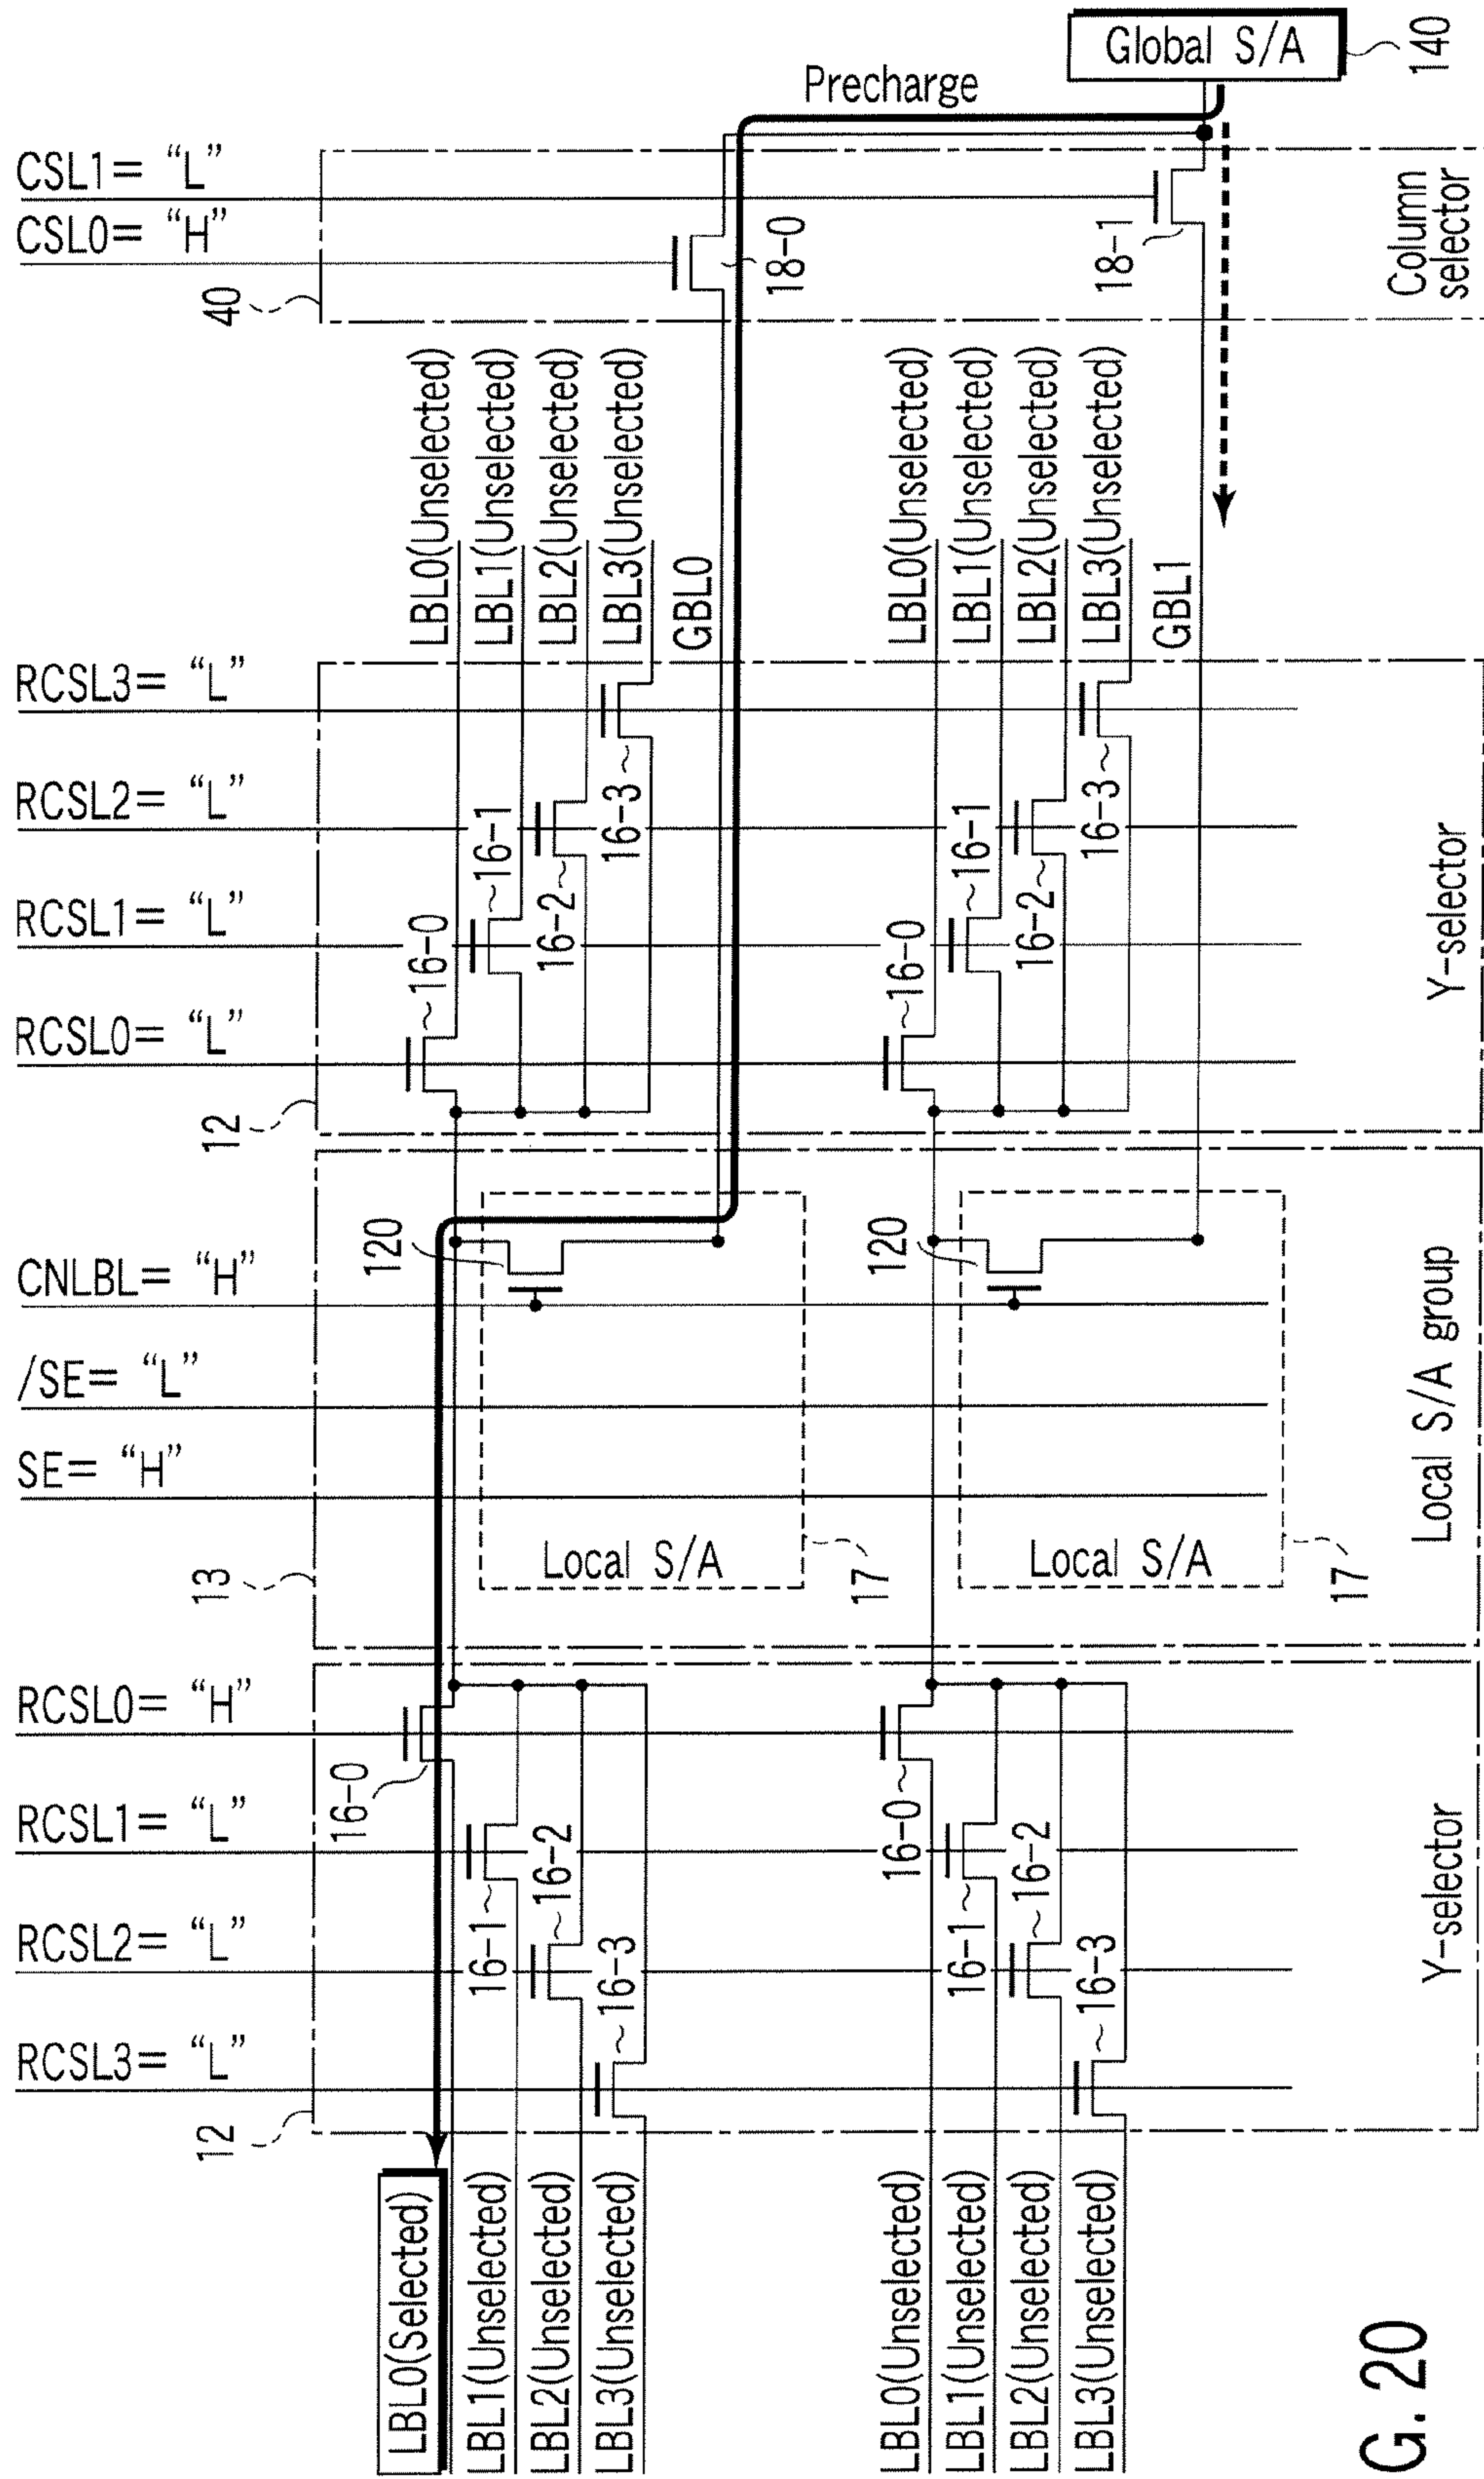 CSL1= “L”
CSL0= “H”
Precharge
Global S/A
140
40
18-0
18-1
Column
selector
LBL0(Unselected)
LBL1(Unselected)
LBL2(Unselected)
LBL3(Unselected)
GBL0
LBL0(Unselected)
LBL1(Unselected)
LBL2(Unselected)
LBL3(Unselected)
GBL1
RCSL3= “L”
RCSL2= “L”
RCSL1= “L”
RCSL0= “L”
12
16-0
16-1
16-2
16-3
16-0
16-1
16-2
16-3
Y-selector
CNLBL= “H”
/SE= “L”
SE= “H”
13
120
Local S/A
17
120
Local S/A
17
Local S/A group
RCSL0= “H”
RCSL1= “L”
RCSL2= “L”
RCSL3= “L”
12
16-0
16-1
16-2
16-3
16-0
16-1
16-2
16-3
Y-selector
LBL0(Selected)
LBL1(Unselected)
LBL2(Unselected)
LBL3(Unselected)
LBL0(Unselected)
LBL1(Unselected)
LBL2(Unselected)
LBL3(Unselected)
G. 20